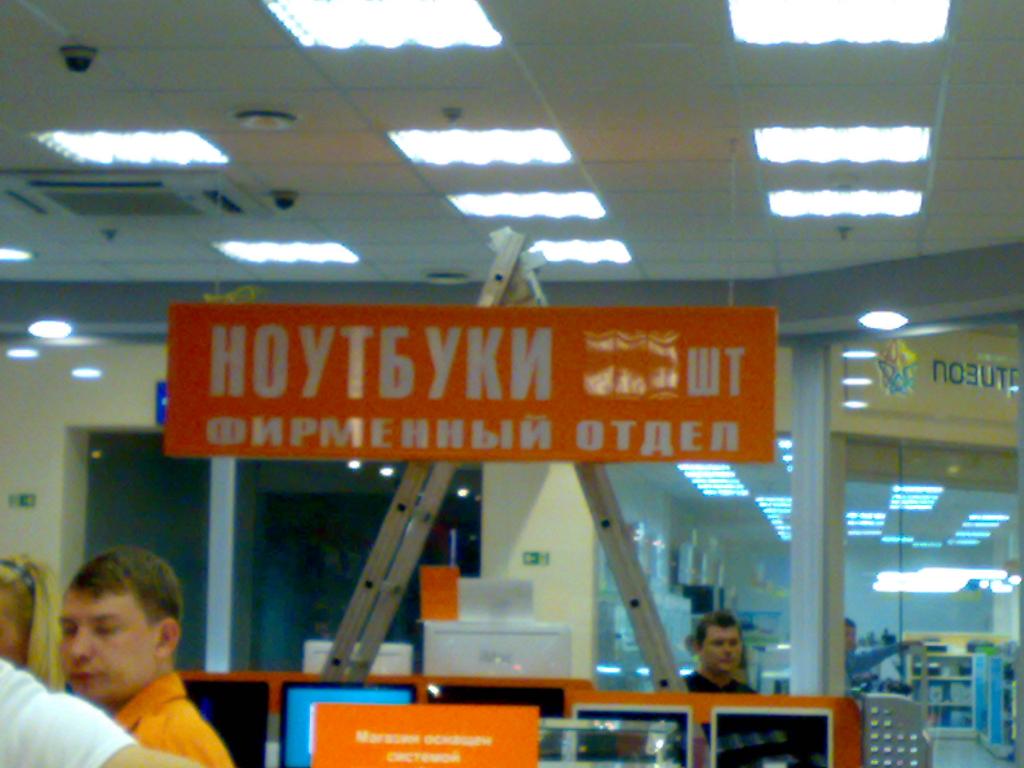 НОУТБУКИ ШТ
ФИРМЕННЫЙ ОТДЕЛ
Магазин оснащен
системой